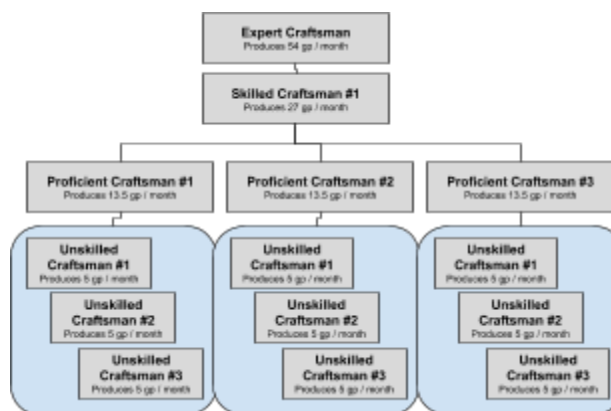 Expert Craftsman
Produces 54 gp / month
Skilled Craftsman #1
Produces 27 gp / month
Proficient Craftsman #1
Produces 13.5 gp / month
Proficient Craftsman #2
Produces 13.5 gp / month
Proficient Craftsman #3
Produces 13.5 gp / month
Unskilled
Craftsman #1
Produces 5 gp / month
Unskilled
Craftsman #2
Produces 5 gp / month
Unskilled
Craftsman #3
Produces 5 gp / month
Unskilled
Craftsman #1
Produces 5 gp / month
Unskilled
Craftsman #2
Produces 5 gp / month
Unskilled
Craftsman #3
Produces 5 gp / month
Unskilled
Craftsman #1
Produces 5 gp / month
Unskilled
Craftsman #2
Produces 5 gp / month
Unskilled
Craftsman #3
Produces 5 gp / month